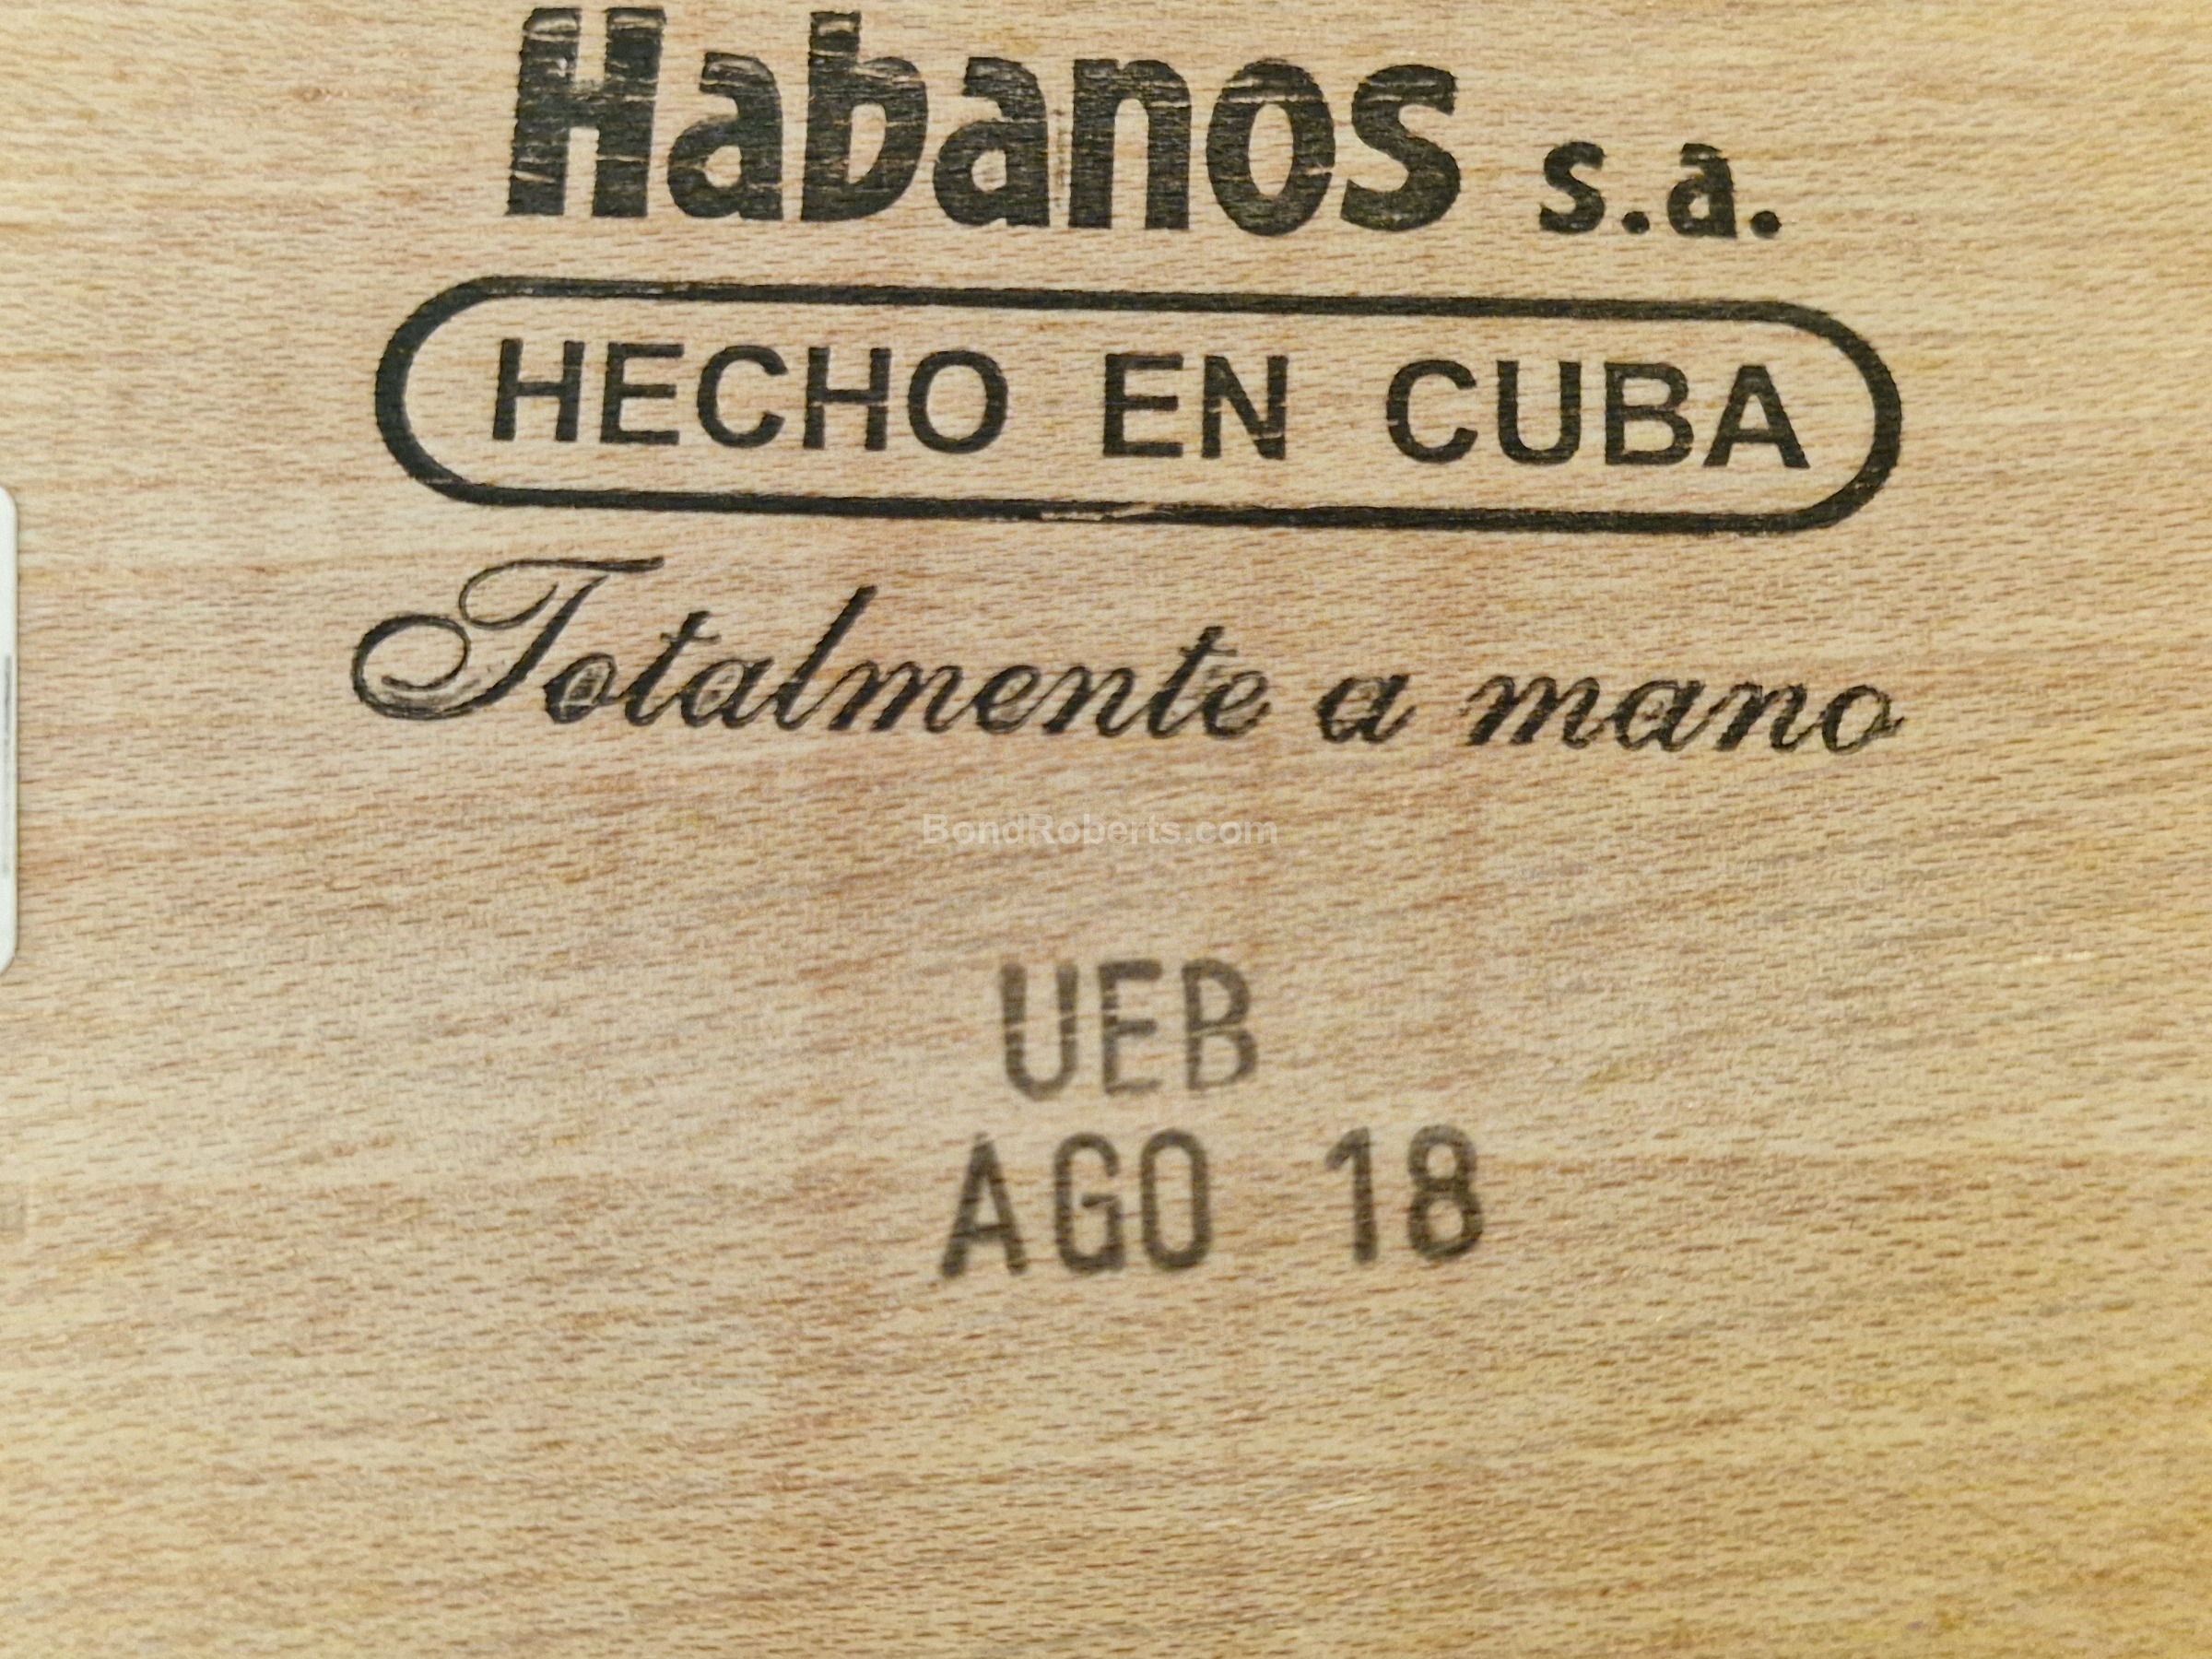 Habanos s.a.
HECHO EN CUBA
Totalmente a mano
BondRoberts.com
UEB
AGO 18